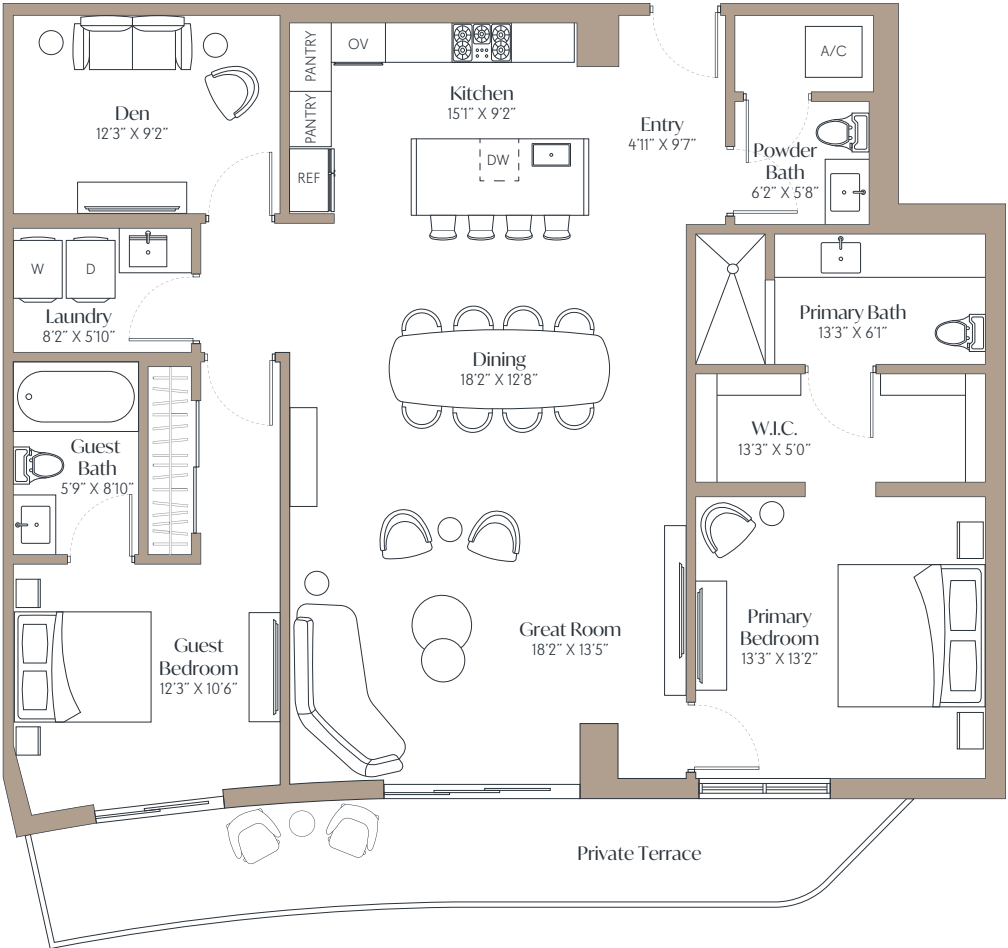 Den
12'3" X 9'2"
PANTRY
PANTRY
REF
OV
Kitchen
15'1" X 9'2"
DW
Entry
4'11" X 9'7"
A/C
Powder
Bath
6'2" X 5'8"
W
D
Laundry
8'2" X 5'10"
Dining
18'2" X 12'8"
Primary Bath
13'3" X 6'1"
W.I.C.
13'3" X 5'0"
Guest
Bath
5'9" X 8'10"
Guest
Bedroom
12'3" X 10'6"
Great Room
18'2" X 13'5"
Primary
Bedroom
13'3" X 13'2"
Private Terrace